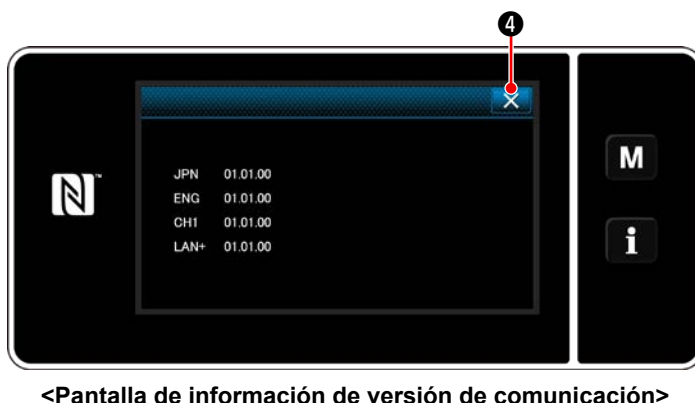 ❹
JPN 01.01.00
ENG 01.01.00
CH1 01.01.00
LAN+ 01.01.00
M
i
N™
<Pantalla de información de versión de comunicación>